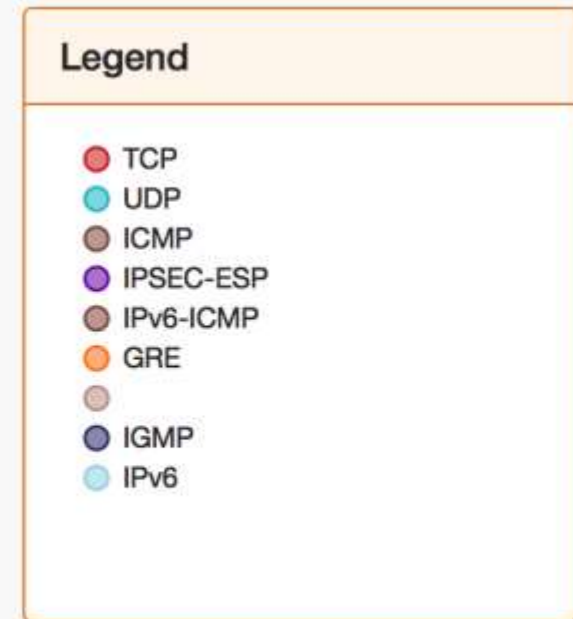 Legend
TCP
UDP
ICMP
IPSEC-ESP
IPv6-ICMP
GRE
IGMP
IPv6